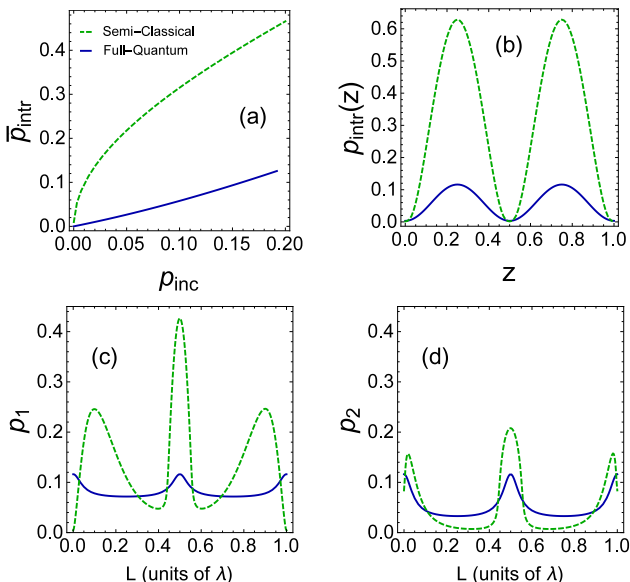 Semi-Classical
Full-Quantum
(a)
p̅intr
0.4
0.3
0.2
0.1
0.0
0.00 0.05 0.10 0.15 0.20
pinc
(b)
pintr(z)
0.6
0.5
0.4
0.3
0.2
0.1
0.0
0.0 0.2 0.4 0.6 0.8 1.0
z
(c)
p1
0.4
0.3
0.2
0.1
0.0
0.0 0.2 0.4 0.6 0.8 1.0
L (units of λ)
(d)
p2
0.4
0.3
0.2
0.1
0.0
0.0 0.2 0.4 0.6 0.8 1.0
L (units of λ)